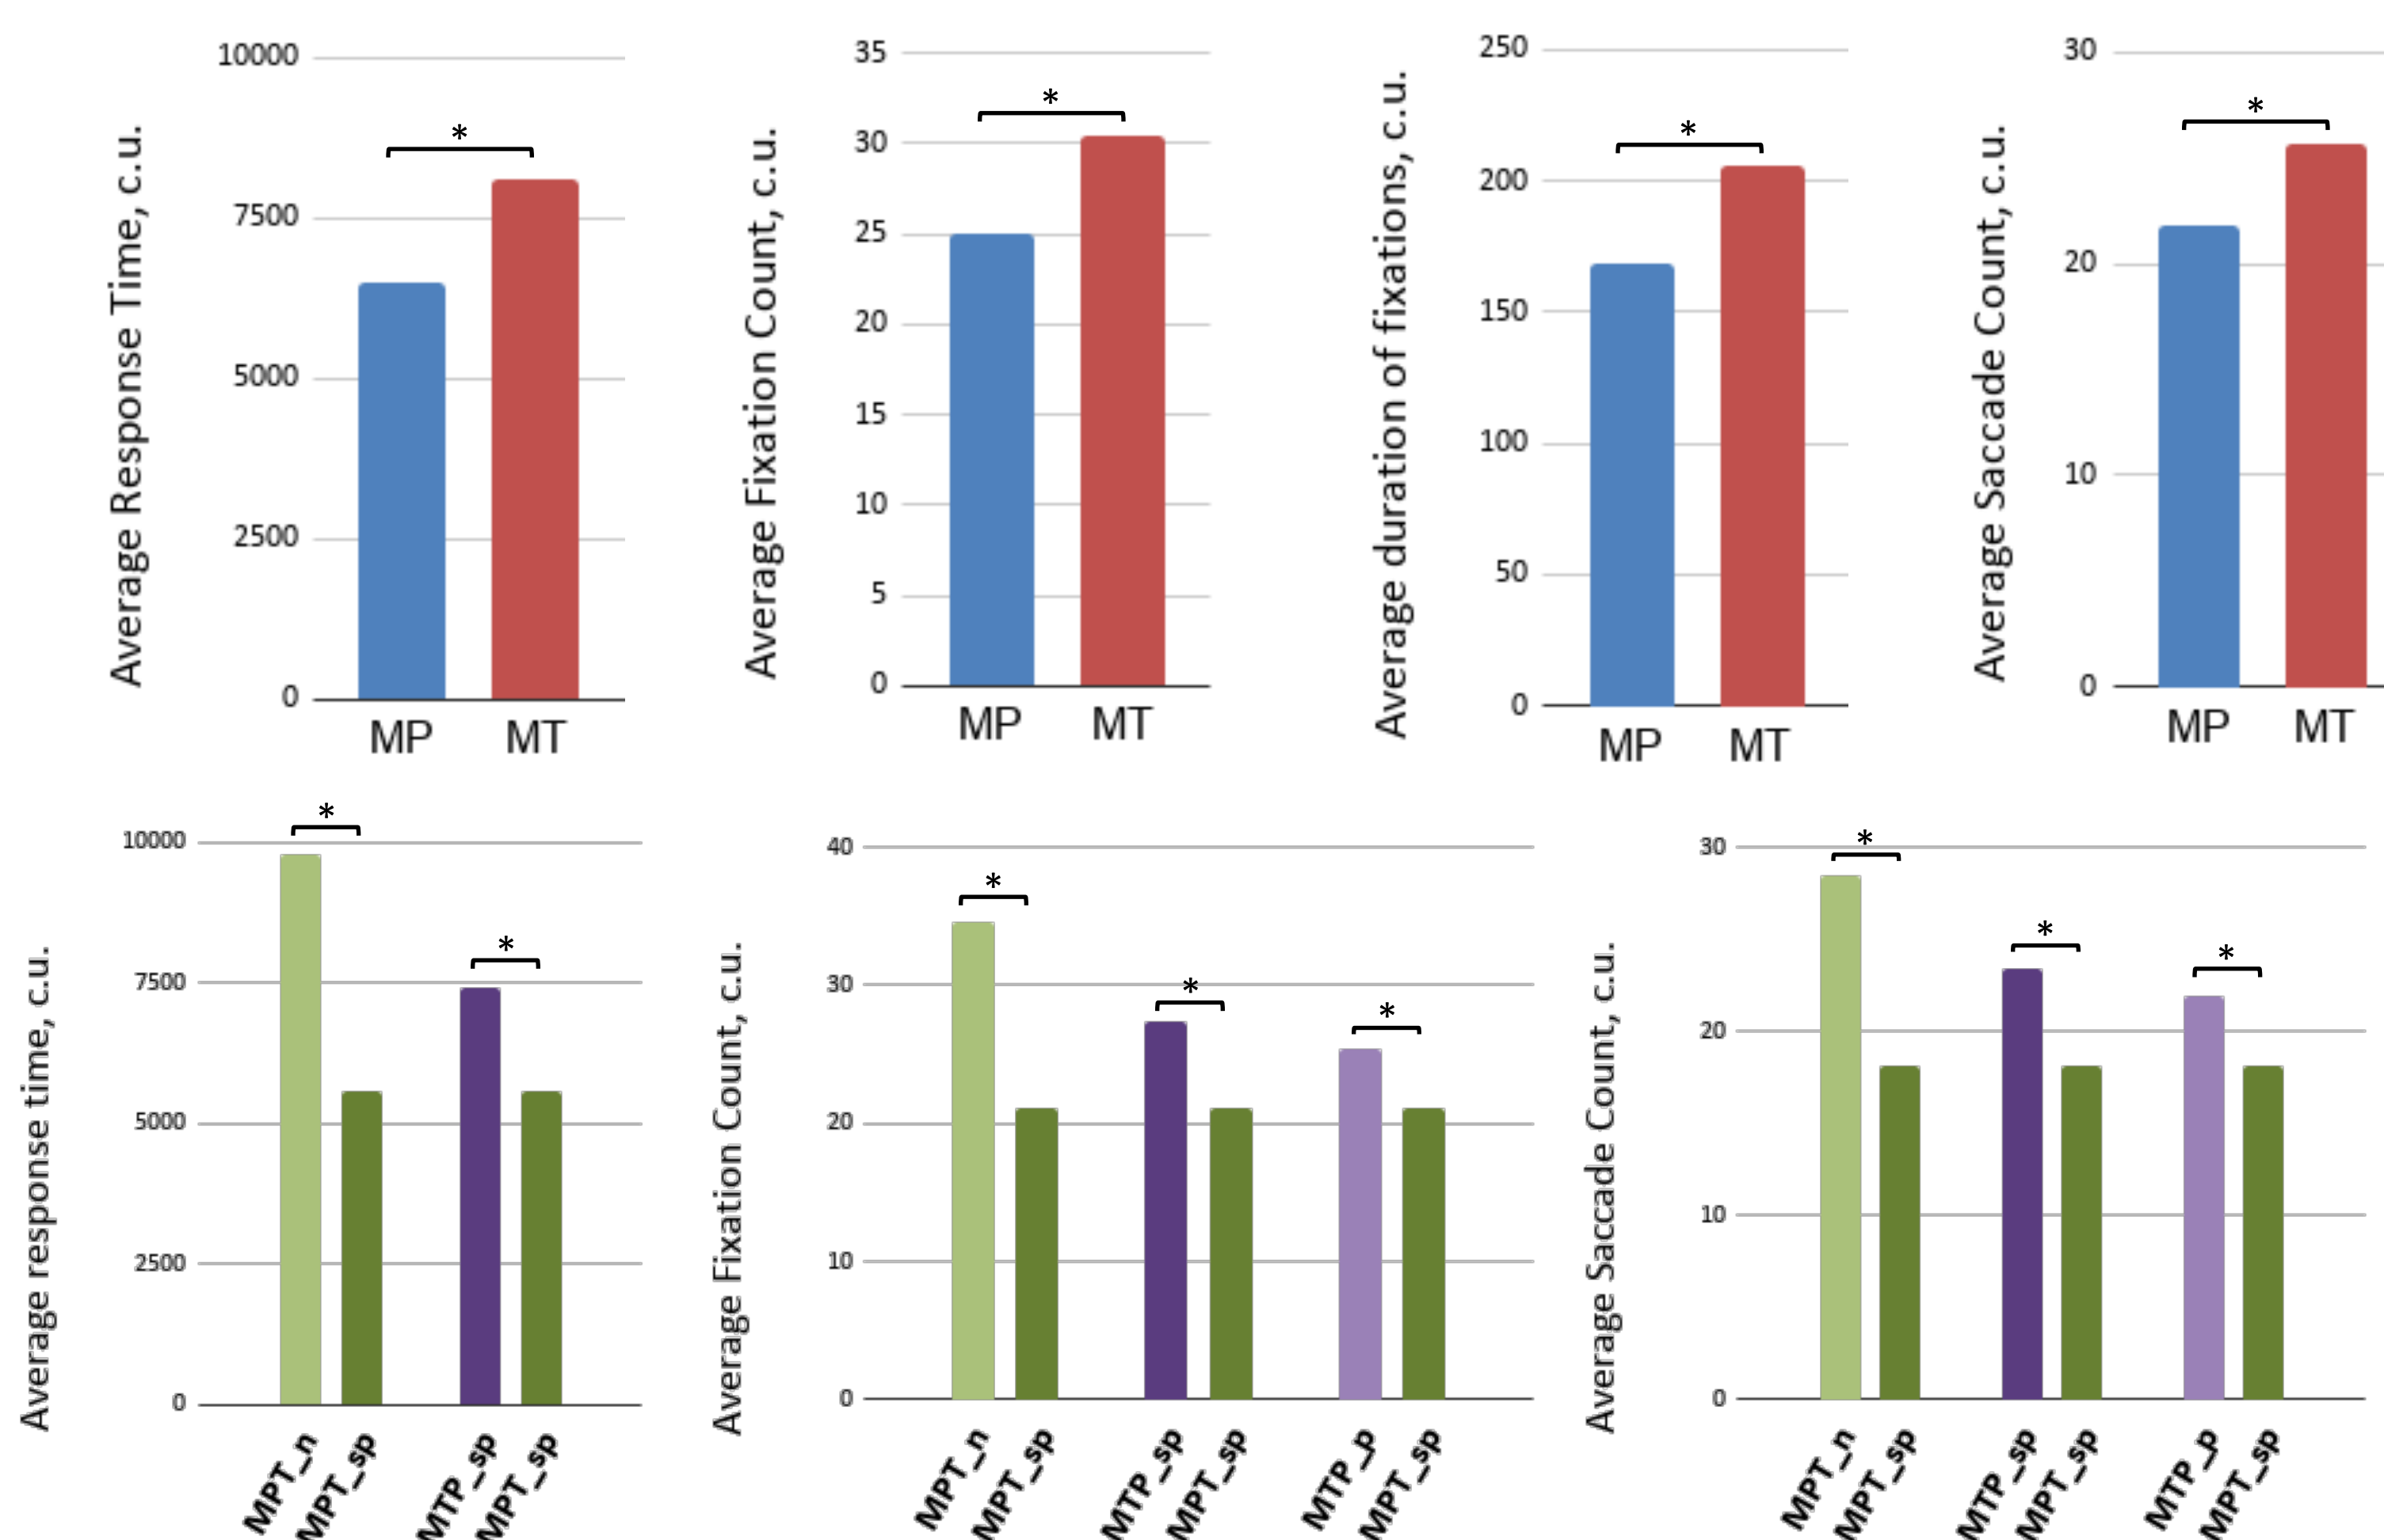 Average Response Time, c.u.
10000
7500
5000
2500
0
*
MP MT
Average Fixation Count, c.u.
35
30
25
20
15
10
5
0
*
MP MT
Average duration of fixations, c.u.
250
200
150
100
50
0
*
MP MT
Average Saccade Count, c.u.
30
20
10
0
*
MP MT
Average response time, c.u.
10000
7500
5000
2500
0
*
*
MPT_n
MPT_sp
MTP_sp
MPT_sp
Average Fixation Count, c.u.
40
30
20
10
0
*
*
*
MPT_n
MPT_sp
MTP_sp
MPT_sp
MTP_p
MPT_sp
Average Saccade Count, c.u.
30
20
10
0
*
*
*
MPT_n
MPT_sp
MTP_sp
MPT_sp
MTP_p
MPT_sp